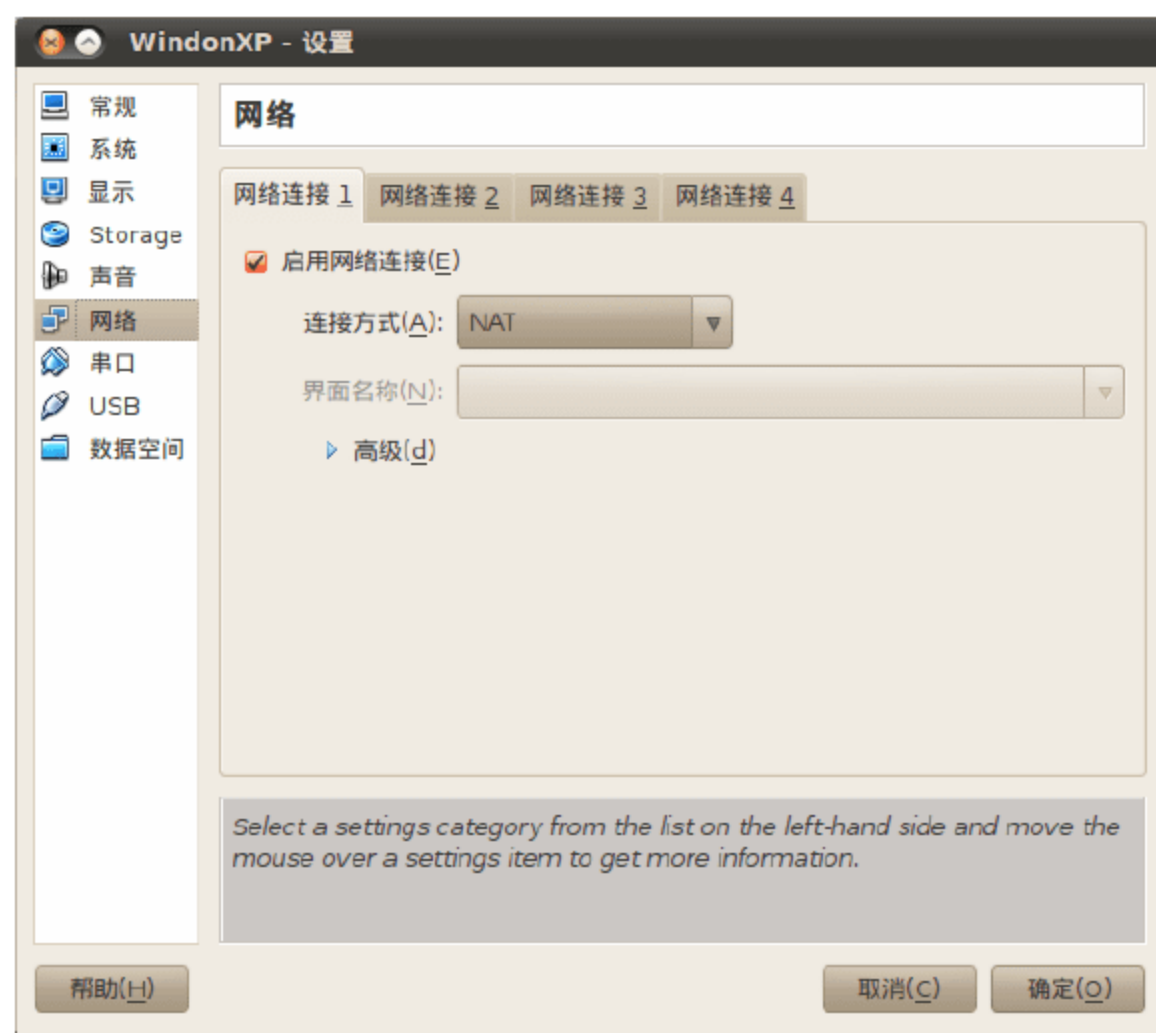 WindonXP - 设置
常规
系统
显示
Storage
声音
网络
串口
USB
数据空间
网络
网络连接 1 网络连接 2 网络连接 3 网络连接 4
启用网络连接(E)
连接方式(A): NAT
界面名称(N):
高级(d)
Select a settings category from the list on the left-hand side and move the
mouse over a settings item to get more information.
帮助(H) 取消(C) 确定(O)